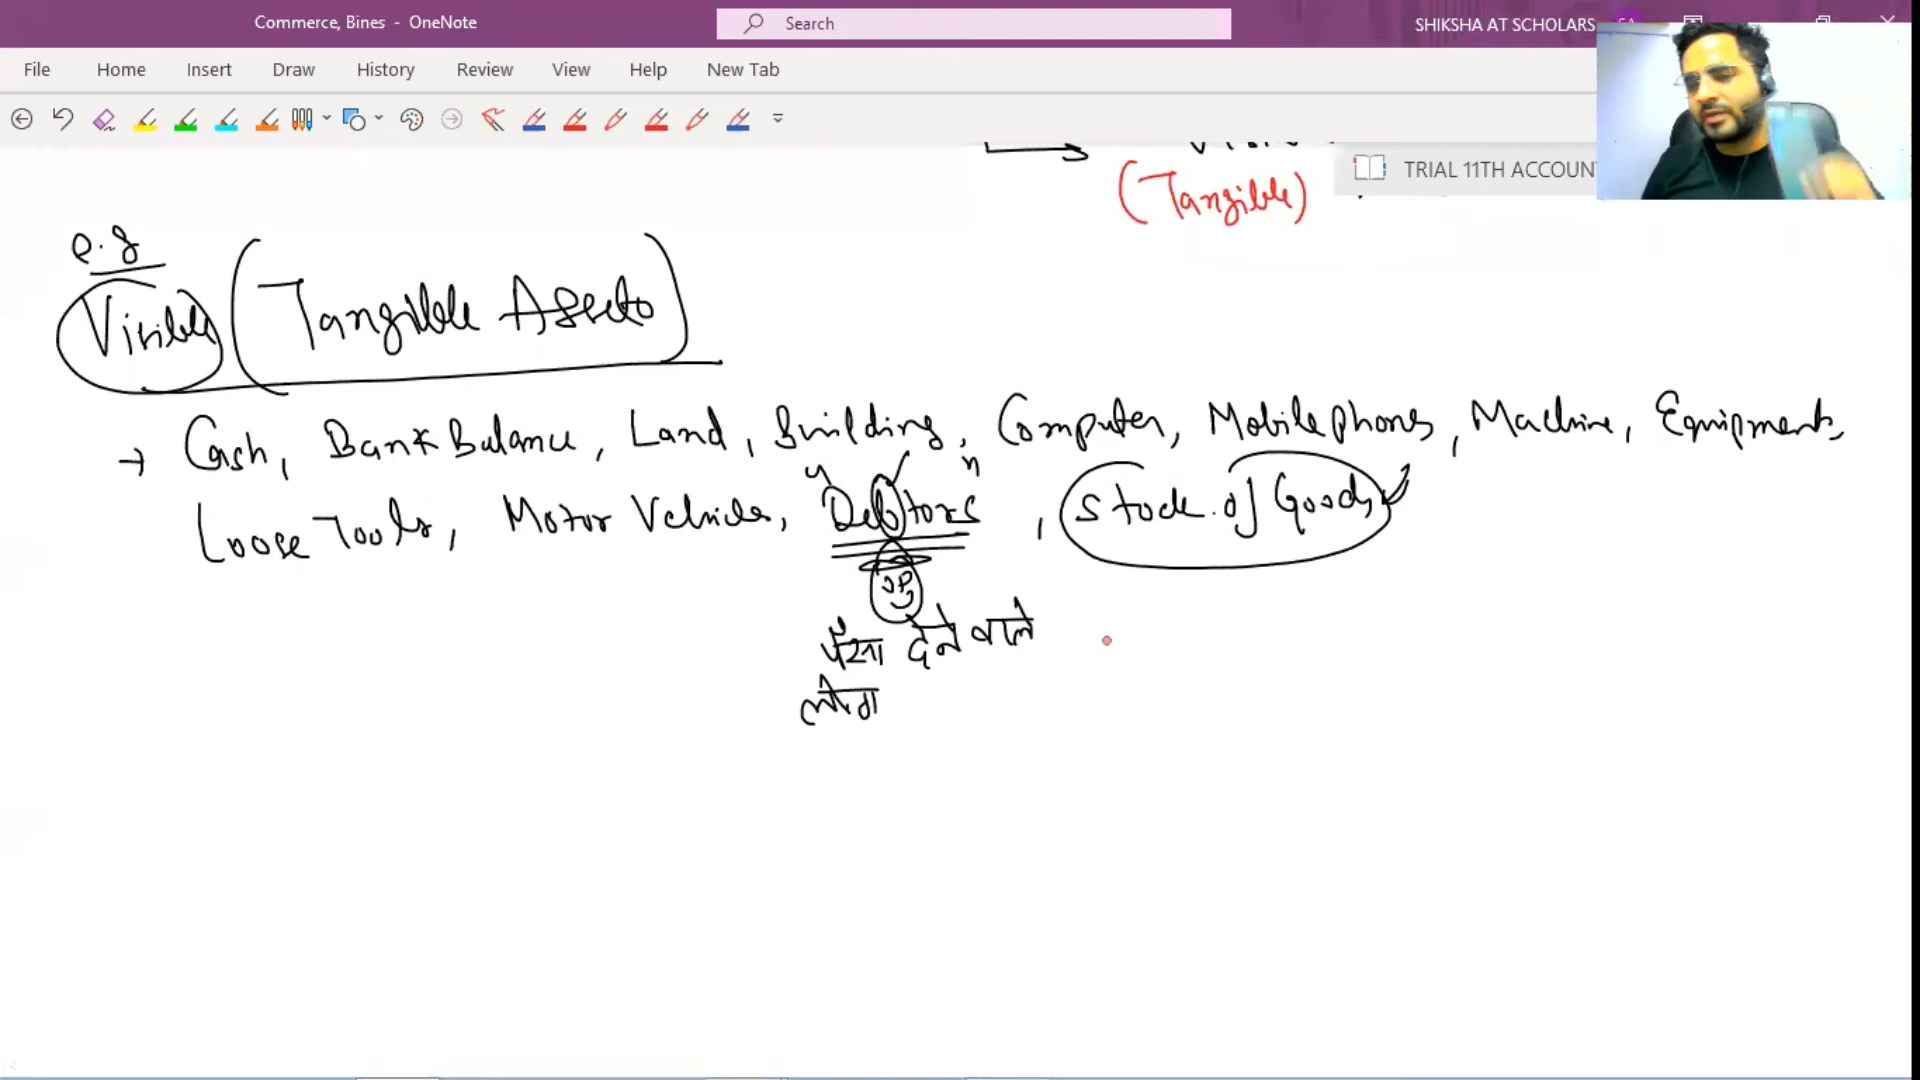 Commerce, Bines - OneNote
Search
SHIKSHA AT SCHOLARS
File Home Insert Draw History Review View Help New Tab
TRIAL 11TH ACCOUN
(Tangible)
e.g
Visible (Tangible Assets)
→ Cash, Bank Balance, Land, Building, Computer, Mobile phones, Machine, Equipments,
Loose Tools, Motor Vehicles, Debtors, Stock of Goods
पैसा देने वाले
लोग